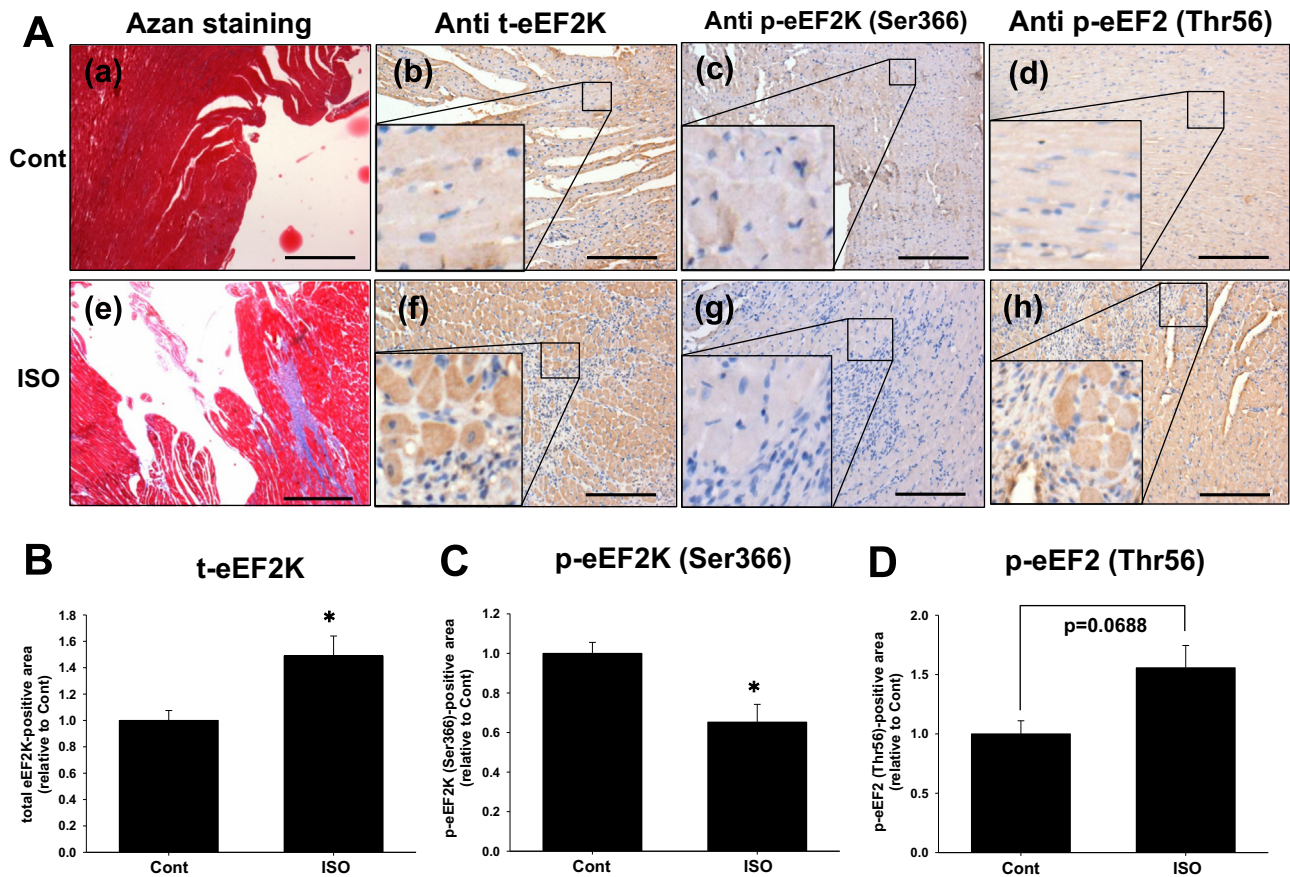 A
Azan staining
Anti t-eEF2K
Anti p-eEF2K (Ser366)
Anti p-eEF2 (Thr56)
Cont
(a)
(b)
(c)
(d)
ISO
(e)
(f)
(g)
(h)
B
t-eEF2K
total eEF2K-positive area
(relative to Cont)
1.8
1.6
1.4
1.2
1.0
0.8
0.6
0.4
0.2
0.0
*
Cont
ISO
C
p-eEF2K (Ser366)
p-eEF2K (Ser366)-positive area
(relative to Cont)
1.2
1.0
0.8
0.6
0.4
0.2
0.0
*
Cont
ISO
D
p-eEF2 (Thr56)
p-eEF2 (Thr56)-positive area
(relative to Cont)
2.0
1.5
1.0
0.5
0.0
p=0.0688
Cont
ISO